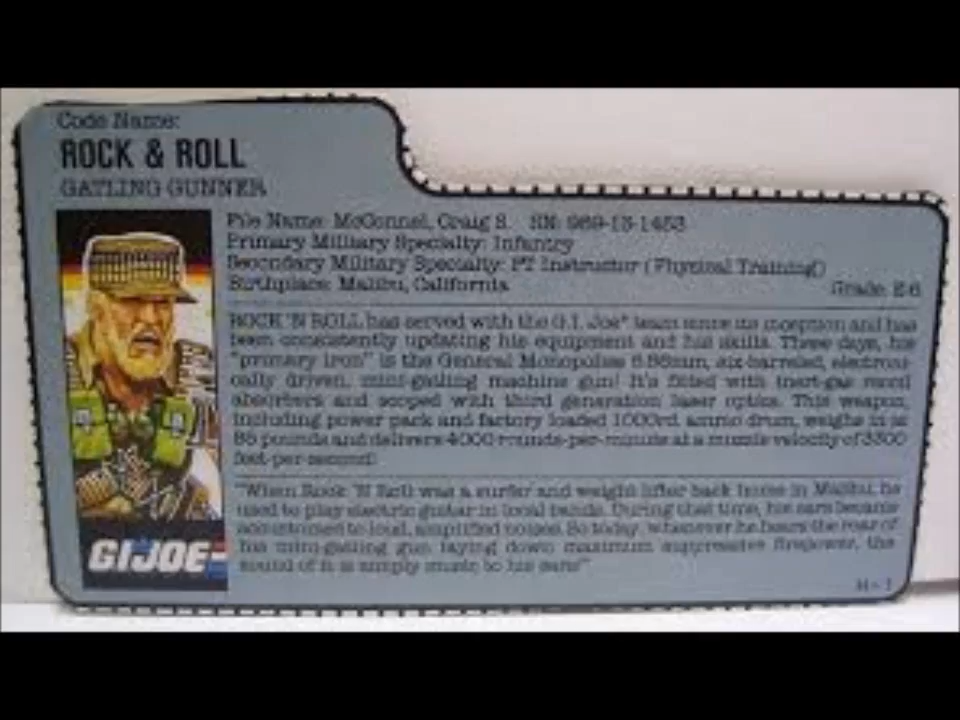 Code Name:
ROCK & ROLL
GATLING GUNNER
File Name: McConnel, Craig S. SN: 989-13-1453
Primary Military Specialty: Infantry
Secondary Military Specialty: PT Instructor (Physical Training)
Birthplace: Malibu, California
Grade: E-6
ROCK 'N ROLL has served with the G.I. Joe team since its inception and has
been consistently updating his equipment and his skills. These days, his
"primary iron" is the General Monopolies 6.86mm, six-barreled, electroni-
cally driven, mini-gatling machine gun! It's fitted with inert-gas recoil
absorbers and scoped with third generation laser optics. This weapon,
including power pack and factory loaded 1000rd ammo drum, weighs in at
85 pounds and delivers 4000 rounds-per-minute at a muzzle velocity of 3300
feet-per-second!
"When Rock 'N Roll was a surfer and weight lifter back home in Malibu, he
used to play electric guitar in local bands. During that time, his ears became
accustomed to loud, amplified noises. So today, whenever he hears the roar of
his mini-gatling gun laying down maximum suppressive firepower, the
sound of it is simply music to his ears!"
G.I. JOE